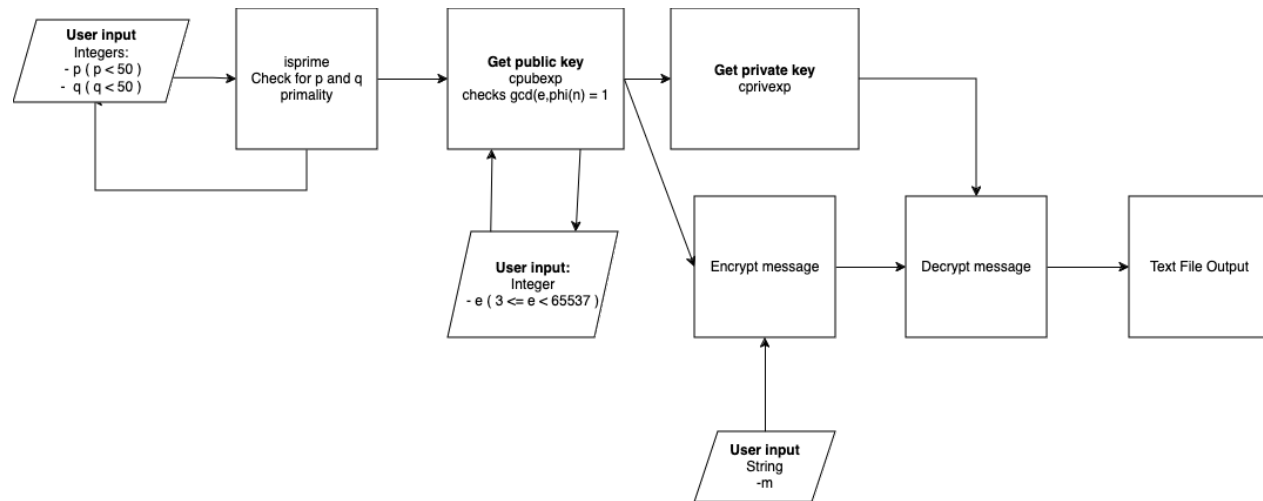 User input
Integers:
- p ( p < 50 )
- q ( q < 50 )
isprime
Check for p and q
primality
Get public key
cpubexp
checks gcd(e,phi(n) = 1
Get private key
cprivexp
User input:
Integer
- e ( 3 <= e < 65537 )
Encrypt message
Decrypt message
Text File Output
User input
String
-m